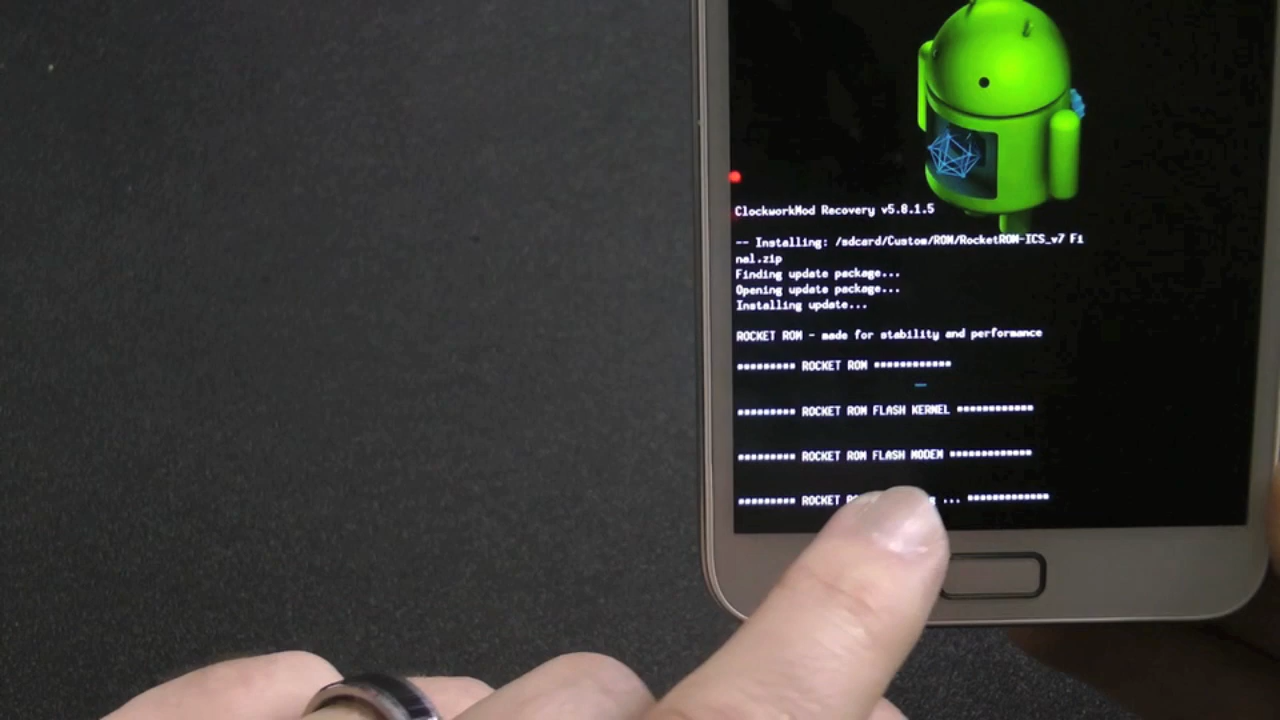 ClockworkMod Recovery v5.8.1.5
-- Installing: /sdcard/Custom/ROM/RocketROM-ICS_v7 Fi
nal.zip
Finding update package...
Opening update package...
Installing update...
ROCKET ROM - made for stability and performance
********* ROCKET ROM ************
********* ROCKET ROM FLASH KERNEL ************
********* ROCKET ROM FLASH MODEM *************
********* ROCKET ... *************